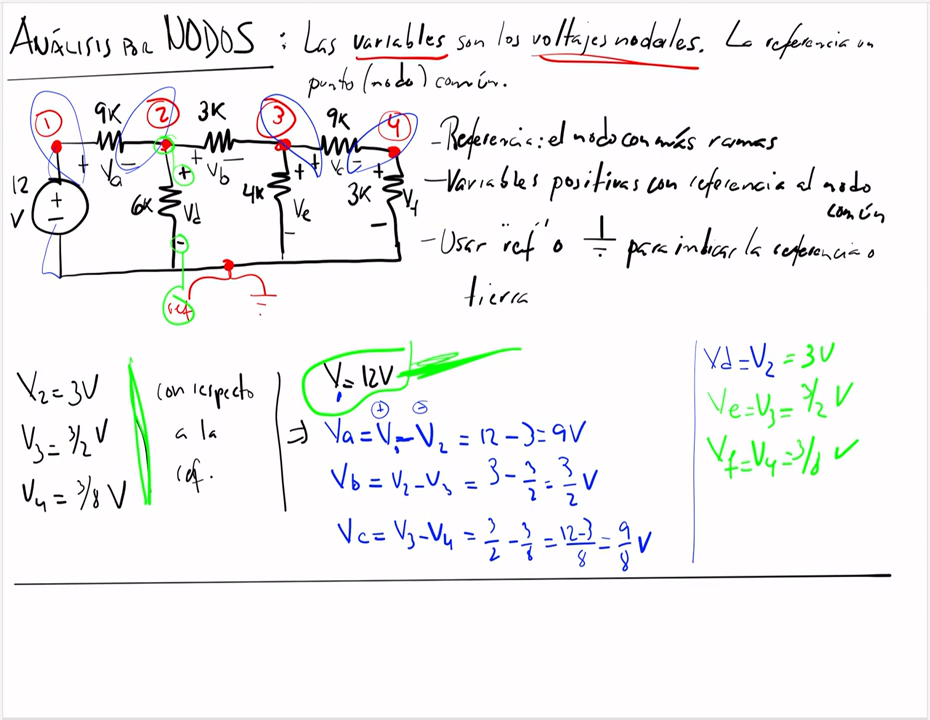 ANÁLISIS POR NODOS : Las variables son los voltajes nodales. La referencia un
punto (nodo) común.
1 9K 2 3K 3 9K 4
+ Va - + Vb - + Vc -
12 V + - 6K + Vd - 4K + Ve - 3K + Vf -
ref
- Referencia: el nodo con más ramas
- Variables positivas con referencia al nodo
común
- Usar "ref" o ⏚ para indicar la referencia o
tierra
V2 = 3V
V3 = 3/2 V
V4 = 3/8 V
con respecto
a la
ref.
V1 = 12V
+ -
⇒ Va = V1 - V2 = 12 - 3 = 9V
Vb = V2 - V3 = 3 - 3/2 = 3/2 V
Vc = V3 - V4 = 3/2 - 3/8 = 12-3/8 = 9/8 V
Vd = V2 = 3V
Ve = V3 = 3/2 V
Vf = V4 = 3/8 V